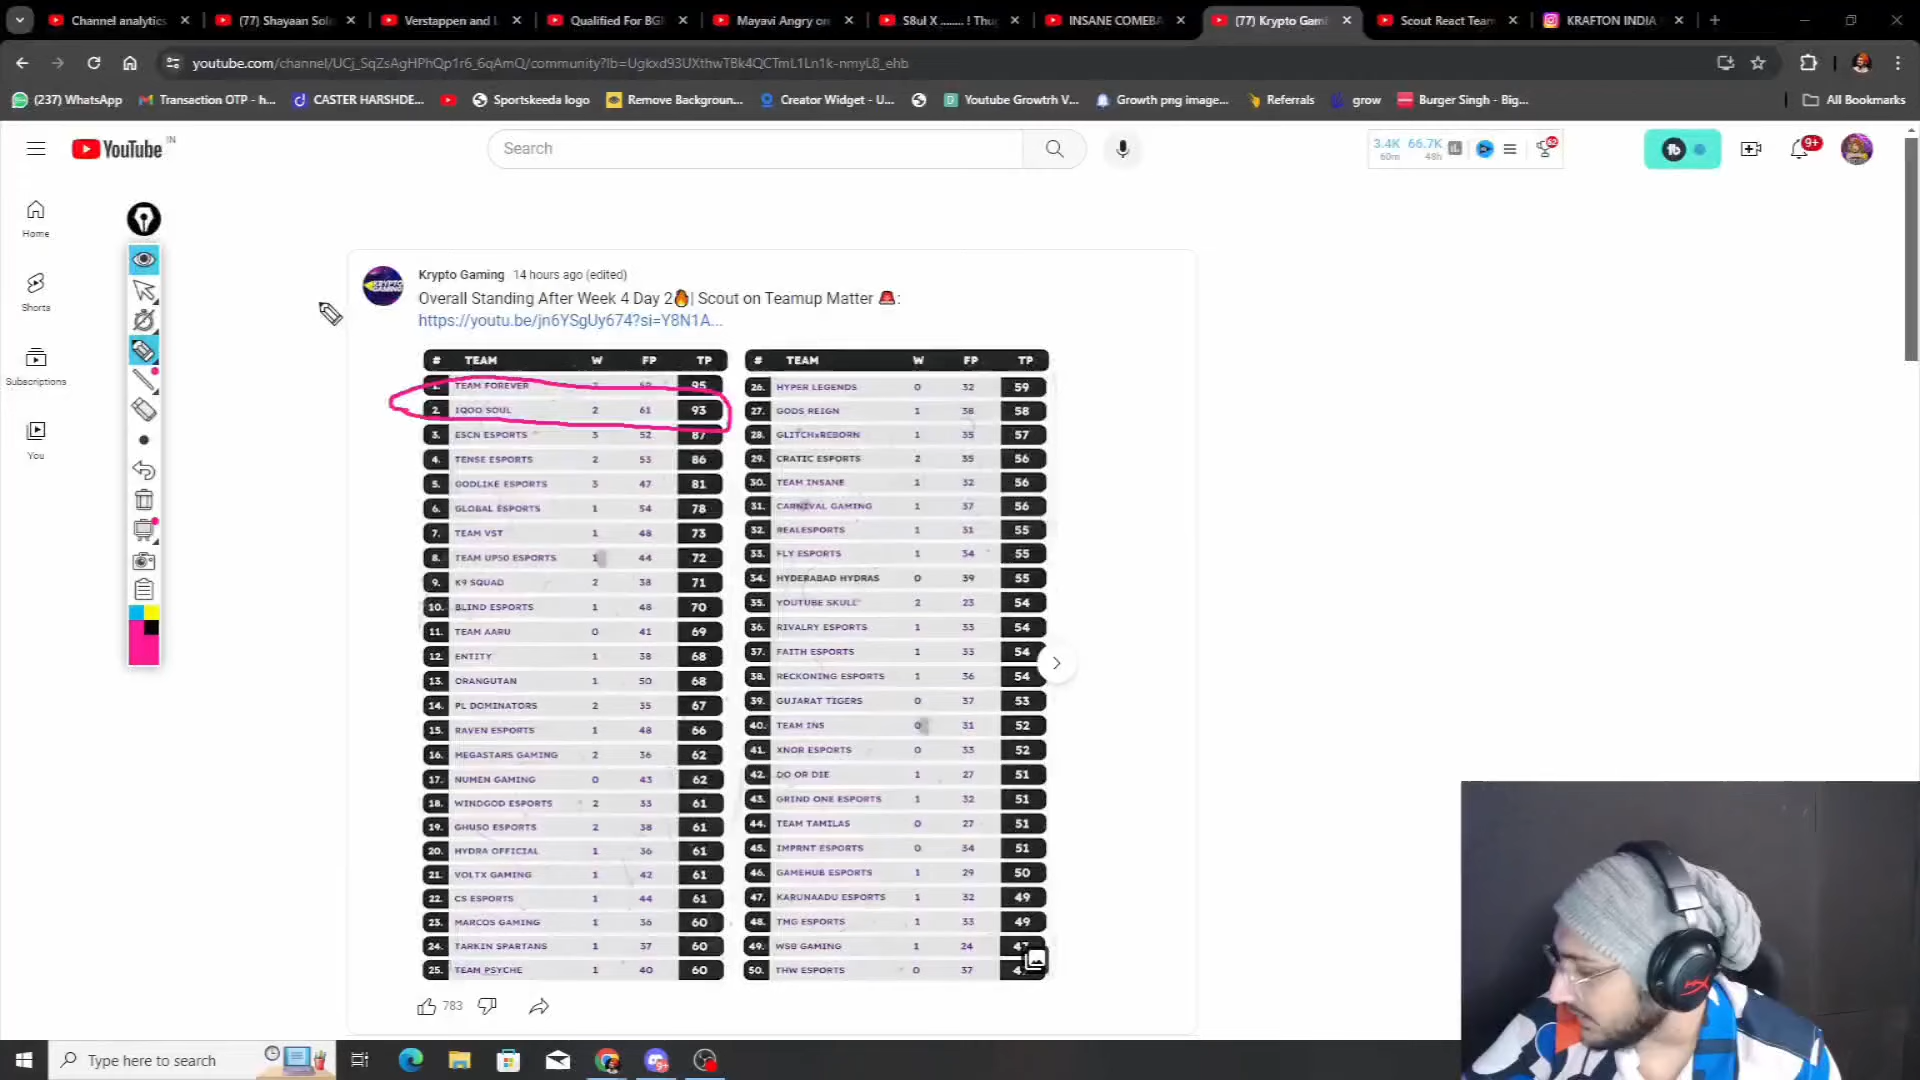 Channel analytics
(77) Shayaan Sol
Verstappen and L
Qualified For BG
Mayavi Angry on
S8ul X ........ ! Thug
INSANE COMEBA
(77) Krypto Gami
Scout React Team
KRAFTON INDIA
youtube.com/channel/UCj_SqZsAgHPhQp1r6_6qAmQ/community?lb=Ugkxd93UXthwTBk4QCTmL1Ln1k-nmyL8_ehb
(237) WhatsApp
Transaction OTP - h...
CASTER HARSHDE...
Sportskeeda logo
Remove Backgroun...
Creator Widget - U...
Youtube Growtrh V...
Growth png image...
Referrals
grow
Burger Singh - Big...
All Bookmarks
YouTube IN
Search
3.4K 66.7K
60m 48h
62
tb
9+
Home
Shorts
Subscriptions
You
Krypto Gaming 14 hours ago (edited)
Overall Standing After Week 4 Day 2🔥| Scout on Teamup Matter 🚨:
https://youtu.be/jn6YSgUy674?si=Y8N1A...
# TEAM W FP TP
1. TEAM FOREVER 59 95
2. IQOO SOUL 2 61 93
3. ESCN ESPORTS 3 52 87
4. TENSE ESPORTS 2 53 86
5. GODLIKE ESPORTS 3 47 81
6. GLOBAL ESPORTS 1 54 78
7. TEAM VST 1 48 73
8. TEAM UP50 ESPORTS 1 44 72
9. K9 SQUAD 2 38 71
10. BLIND ESPORTS 1 48 70
11. TEAM AARU 0 41 69
12. ENTITY 1 38 68
13. ORANGUTAN 1 50 68
14. PL DOMINATORS 2 35 67
15. RAVEN ESPORTS 1 48 66
16. MEGASTARS GAMING 2 36 62
17. NUMEN GAMING 0 43 62
18. WINDGOD ESPORTS 2 33 61
19. GHUSO ESPORTS 2 38 61
20. HYDRA OFFICIAL 1 36 61
21. VOLTX GAMING 1 42 61
22. CS ESPORTS 1 44 61
23. MARCOS GAMING 1 36 60
24. TARKIN SPARTANS 1 37 60
25. TEAM PSYCHE 1 40 60
# TEAM W FP TP
26. HYPER LEGENDS 0 32 59
27. GODS REIGN 1 38 58
28. GLITCHxREBORN 1 35 57
29. CRATIC ESPORTS 2 35 56
30. TEAM INSANE 1 32 56
31. CARNIVAL GAMING 1 37 56
32. REALESPORTS 1 31 55
33. FLY ESPORTS 1 34 55
34. HYDERABAD HYDRAS 0 39 55
35. YOUTUBE SKULL 2 23 54
36. RIVALRY ESPORTS 1 33 54
37. FAITH ESPORTS 1 33 54
38. RECKONING ESPORTS 1 36 54
39. GUJARAT TIGERS 0 37 53
40. TEAM INS 0 31 52
41. XNOR ESPORTS 0 33 52
42. DO OR DIE 1 27 51
43. GRIND ONE ESPORTS 1 32 51
44. TEAM TAMILAS 0 27 51
45. IMPRNT ESPORTS 0 34 51
46. GAMEHUB ESPORTS 1 29 50
47. KARUNAADU ESPORTS 1 32 49
48. TMG ESPORTS 1 33 49
49. WSB GAMING 1 24
50. THW ESPORTS 0 37
783
Type here to search